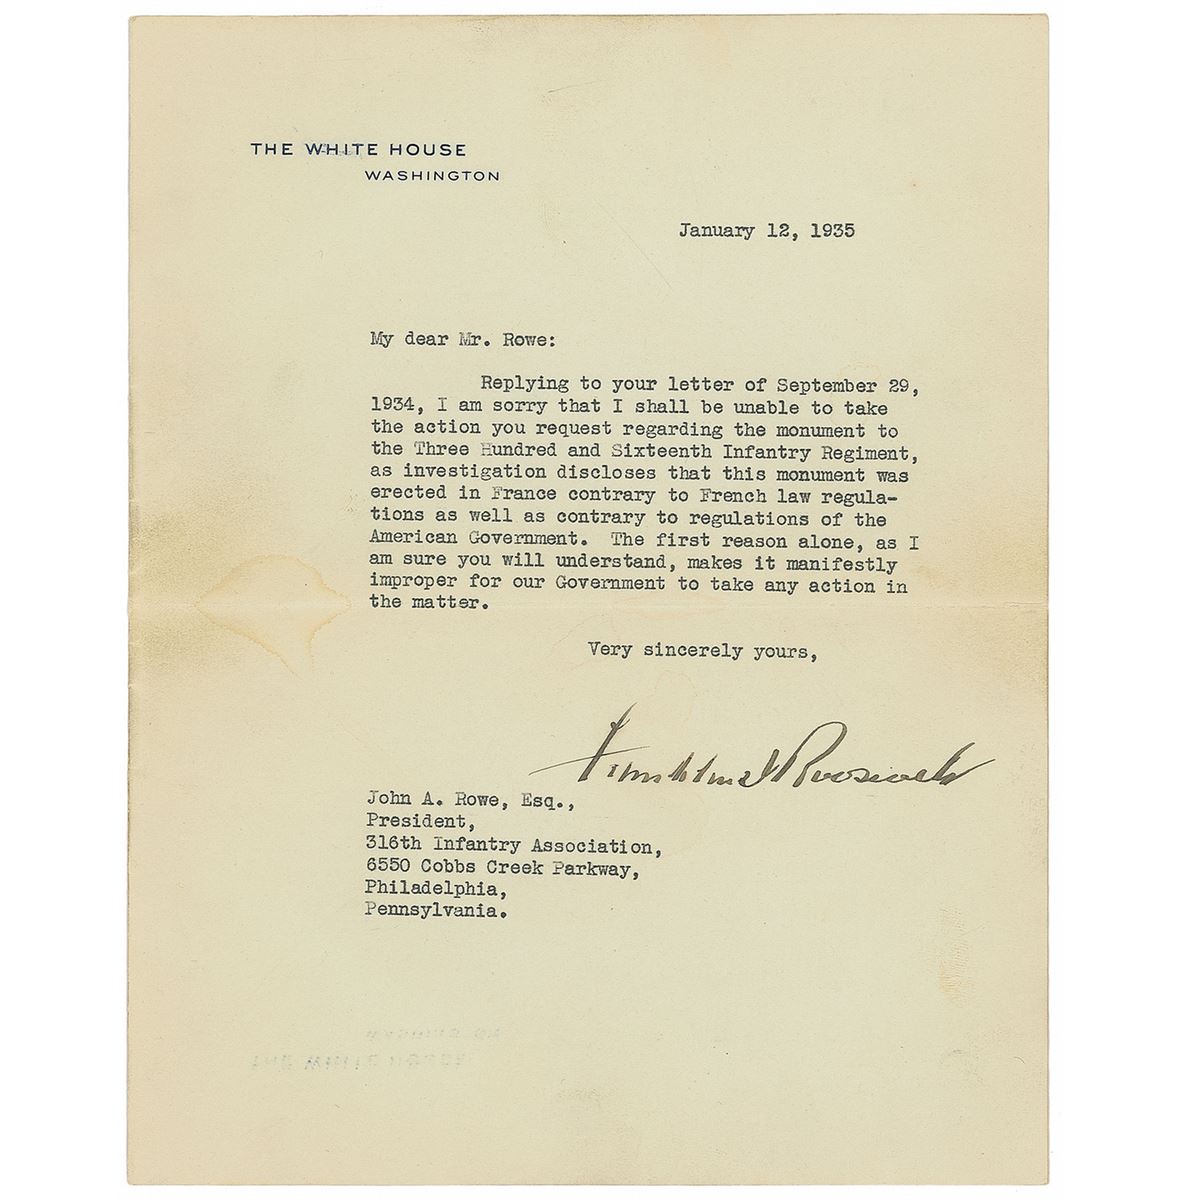 THE WHITE HOUSE
WASHINGTON
January 12, 1935
My dear Mr. Rowe:
Replying to your letter of September 29,
1934, I am sorry that I shall be unable to take
the action you request regarding the monument to
the Three Hundred and Sixteenth Infantry Regiment,
as investigation discloses that this monument was
erected in France contrary to French law regula-
tions as well as contrary to regulations of the
American Government. The first reason alone, as I
am sure you will understand, makes it manifestly
improper for our Government to take any action in
the matter.
Very sincerely yours,
Franklin D Roosevelt
John A. Rowe, Esq.,
President,
316th Infantry Association,
6550 Cobbs Creek Parkway,
Philadelphia,
Pennsylvania.